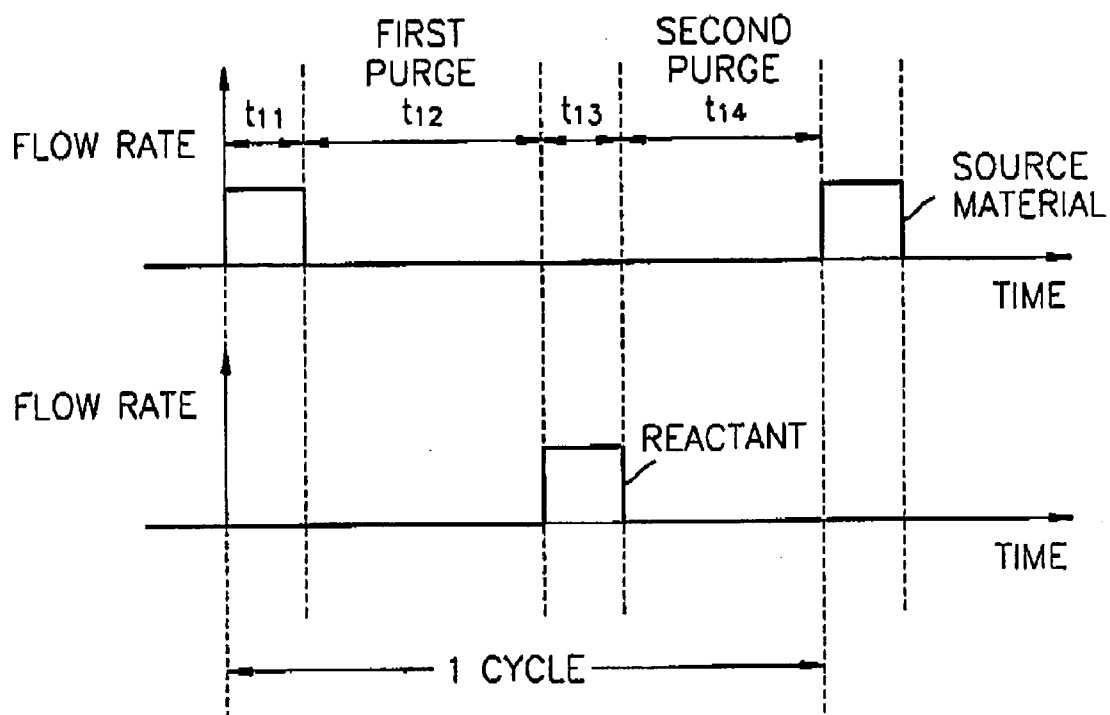 FIRST
PURGE
t12
SECOND
PURGE
t14
t11
t13
FLOW RATE
SOURCE
MATERIAL
TIME
FLOW RATE
REACTANT
TIME
1 CYCLE